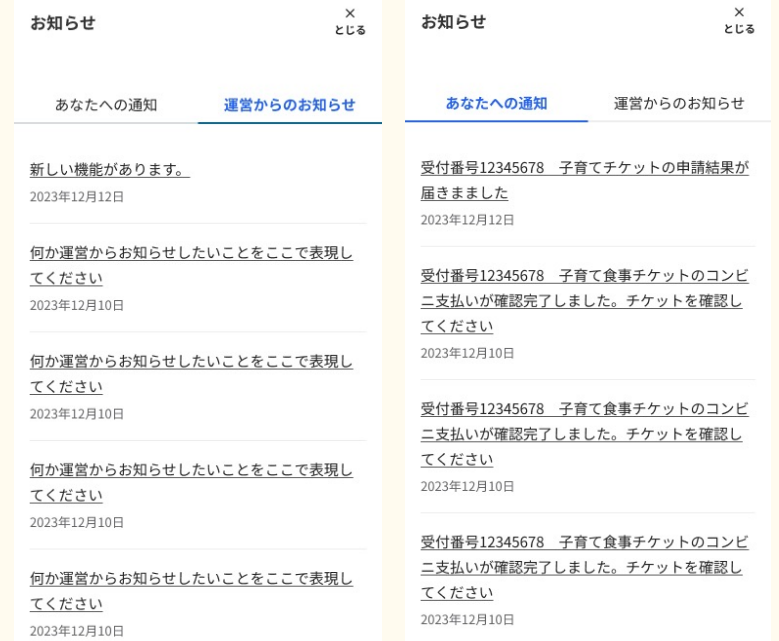 お知らせ
×
とじる
あなたへの通知
運営からのお知らせ
新しい機能があります。
2023年12月12日
何か運営からお知らせしたいことをここで表現し
てください
2023年12月10日
何か運営からお知らせしたいことをここで表現し
てください
2023年12月10日
何か運営からお知らせしたいことをここで表現し
てください
2023年12月10日
何か運営からお知らせしたいことをここで表現し
てください
2023年12月10日
お知らせ
×
とじる
あなたへの通知
運営からのお知らせ
受付番号12345678　子育てチケットの申請結果が
届きまました
2023年12月12日
受付番号12345678　子育て食事チケットのコンビ
ニ支払いが確認完了しました。チケットを確認し
てください
2023年12月10日
受付番号12345678　子育て食事チケットのコンビ
ニ支払いが確認完了しました。チケットを確認し
てください
2023年12月10日
受付番号12345678　子育て食事チケットのコンビ
ニ支払いが確認完了しました。チケットを確認し
てください
2023年12月10日